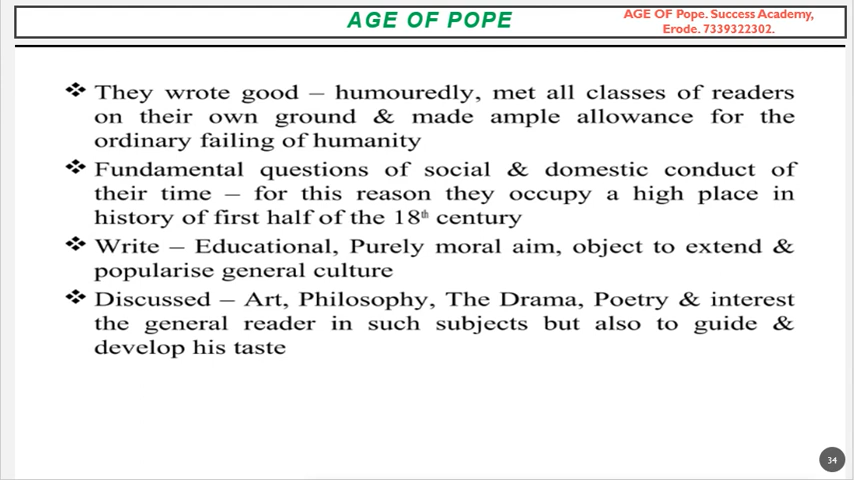 AGE OF POPE
AGE OF Pope. Success Academy,
Erode. 7339322302.
❖ They wrote good – humouredly, met all classes of readers
on their own ground & made ample allowance for the
ordinary failing of humanity
❖ Fundamental questions of social & domestic conduct of
their time – for this reason they occupy a high place in
history of first half of the 18th century
❖ Write – Educational, Purely moral aim, object to extend &
popularise general culture
❖ Discussed – Art, Philosophy, The Drama, Poetry & interest
the general reader in such subjects but also to guide &
develop his taste
34